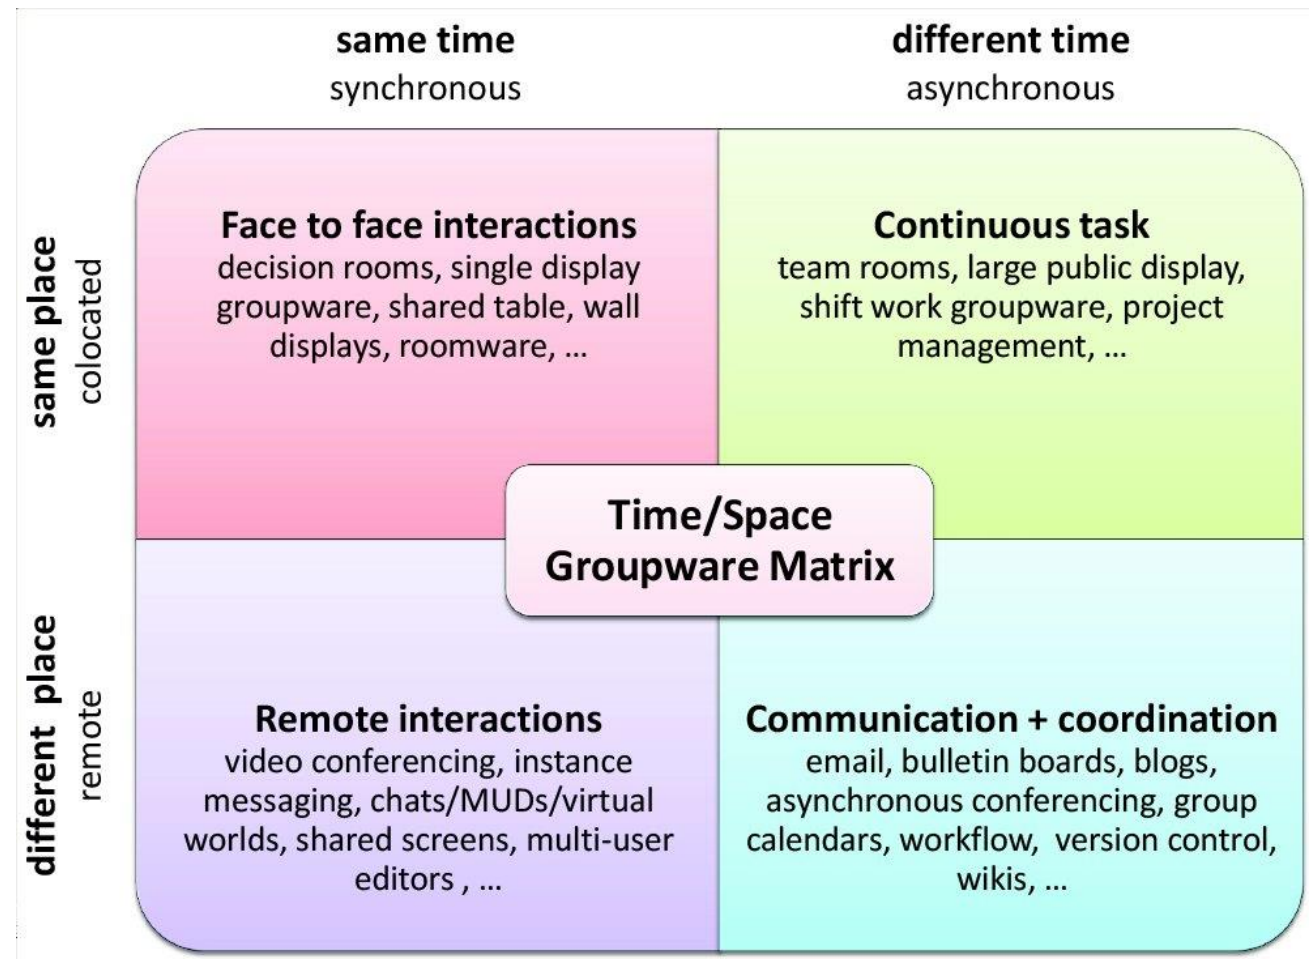 same time
synchronous
different time
asynchronous
same place
colocated
Face to face interactions
decision rooms, single display
groupware, shared table, wall
displays, roomware, ...
Continuous task
team rooms, large public display,
shift work groupware, project
management, ...
Time/Space
Groupware Matrix
different place
remote
Remote interactions
video conferencing, instance
messaging, chats/MUDs/virtual
worlds, shared screens, multi-user
editors , ...
Communication + coordination
email, bulletin boards, blogs,
asynchronous conferencing, group
calendars, workflow, version control,
wikis, ...